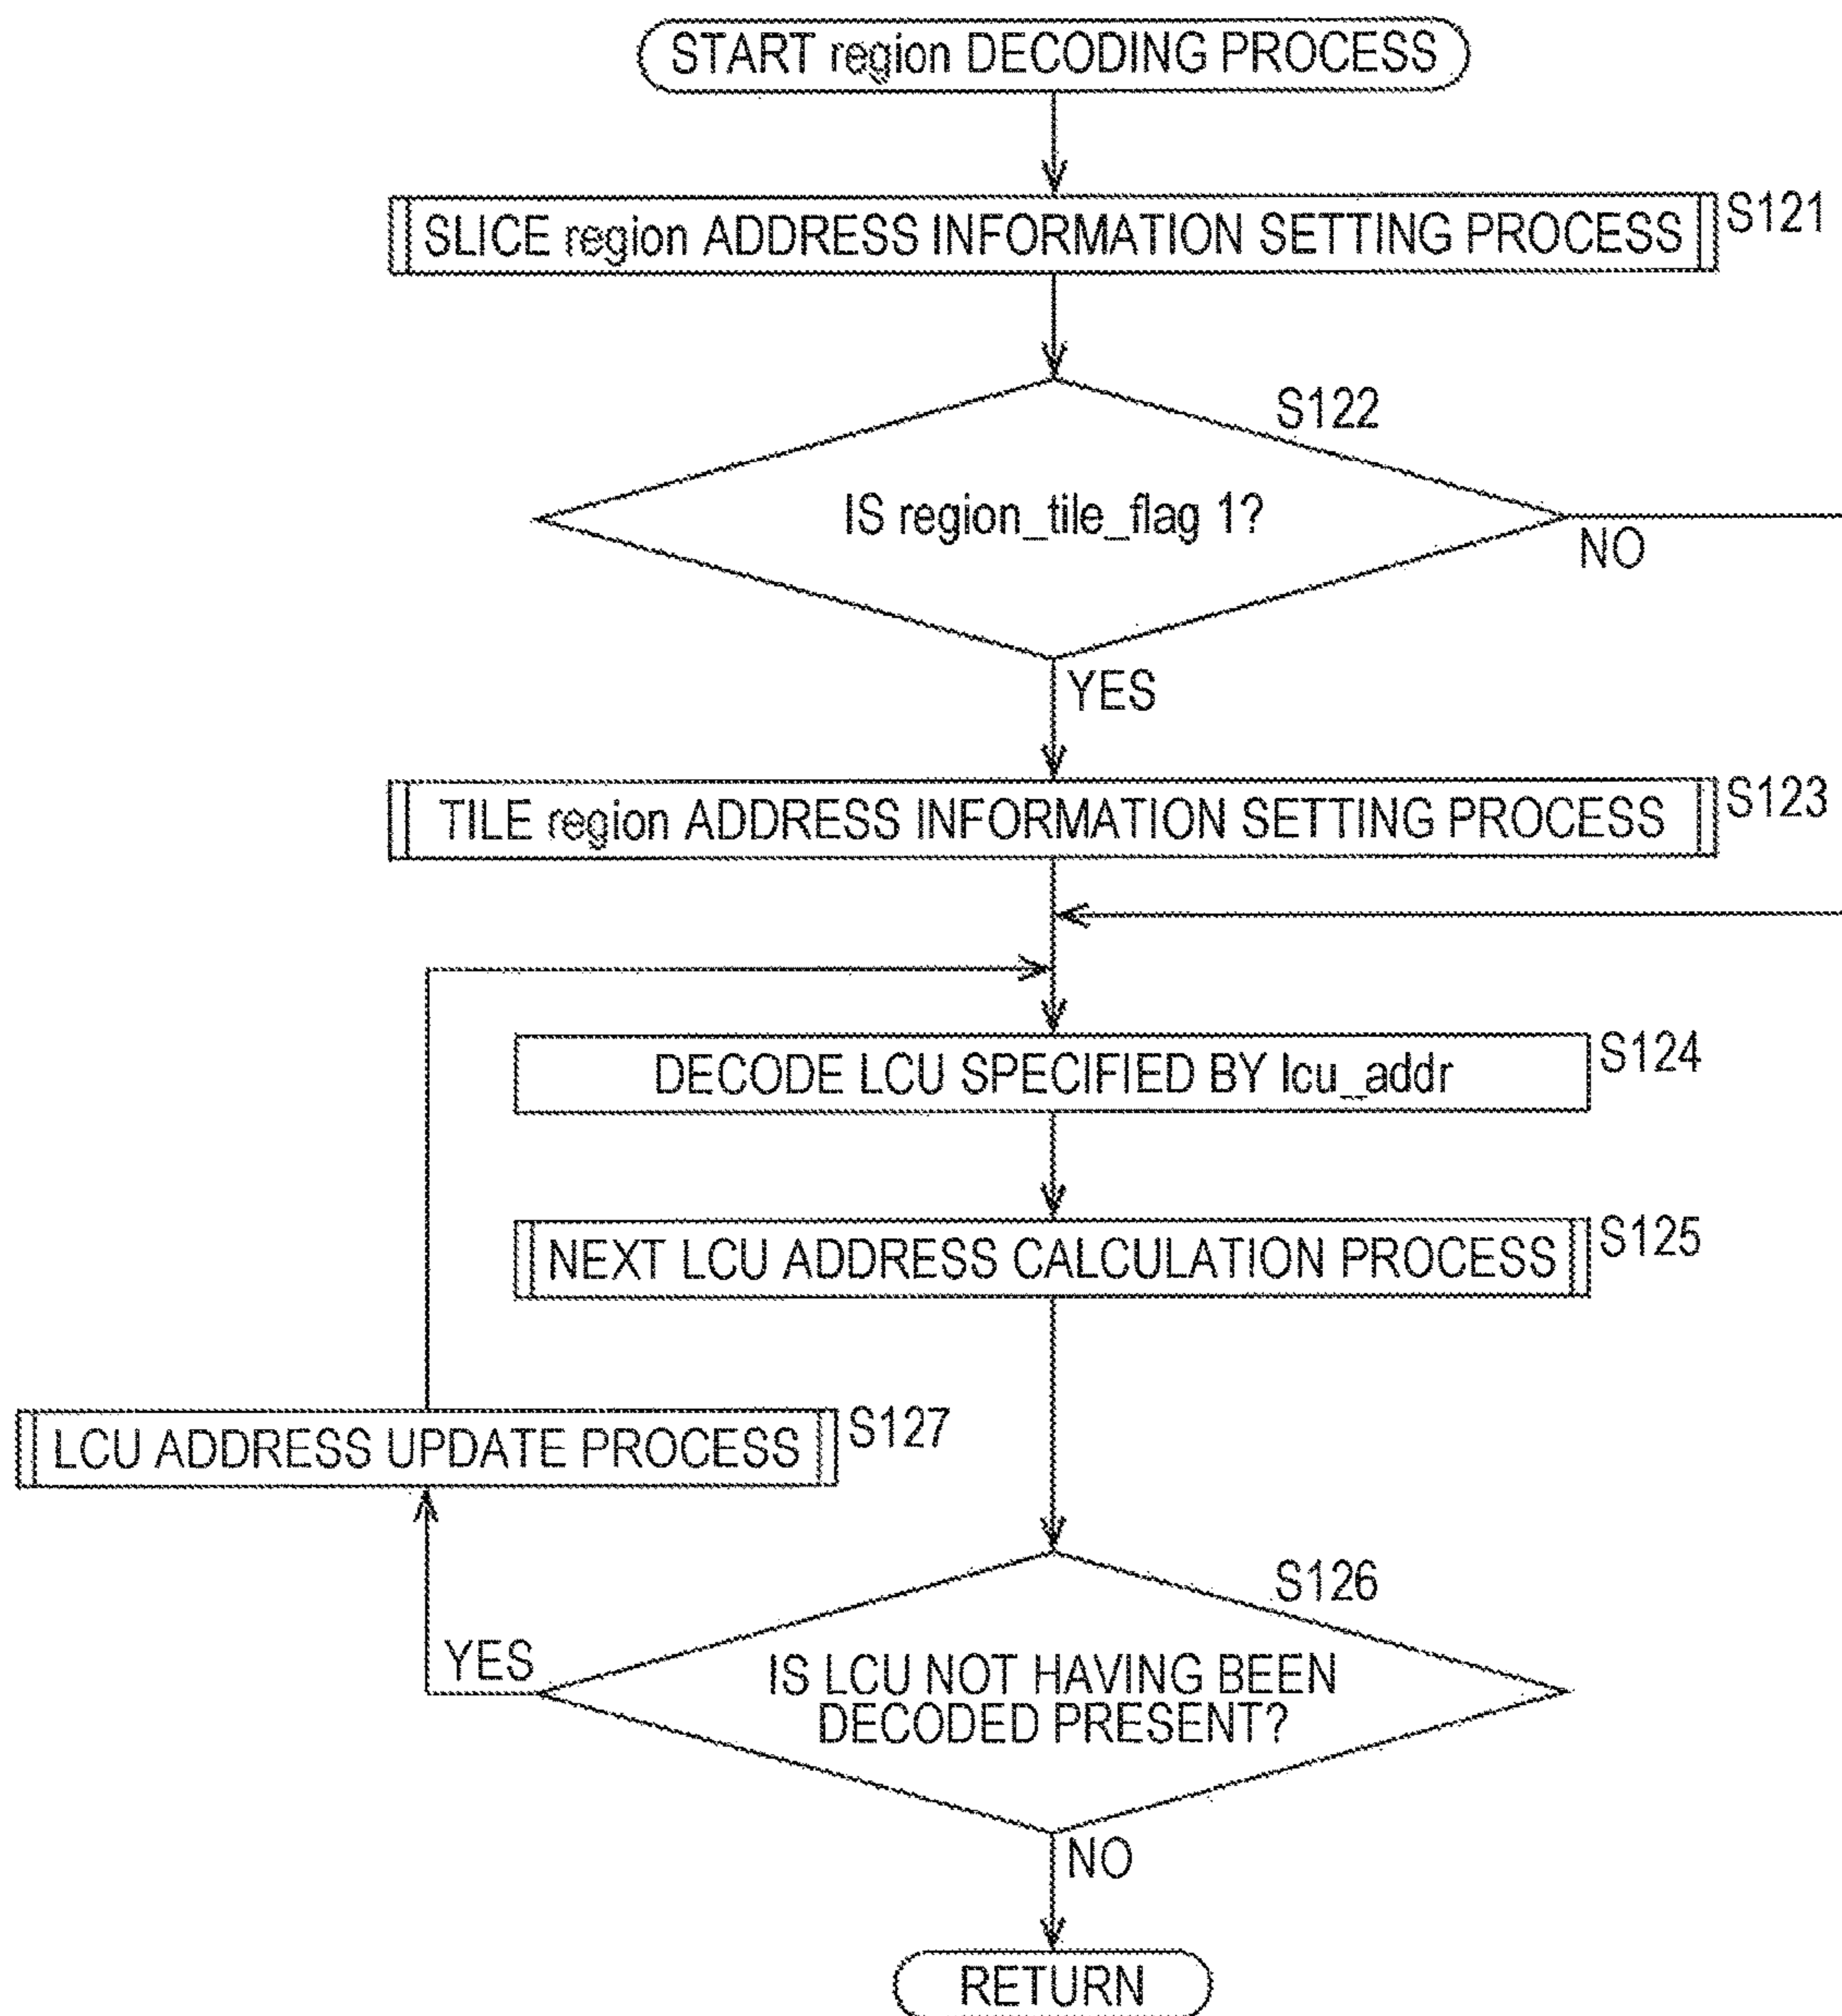 START region DECODING PROCESS
SLICE region ADDRESS INFORMATION SETTING PROCESS
S121
S122
IS region_tile_flag 1?
NO
YES
TILE region ADDRESS INFORMATION SETTING PROCESS
S123
DECODE LCU SPECIFIED BY lcu_addr
S124
NEXT LCU ADDRESS CALCULATION PROCESS
S125
LCU ADDRESS UPDATE PROCESS
S127
S126
YES
IS LCU NOT HAVING BEEN
DECODED PRESENT?
NO
RETURN